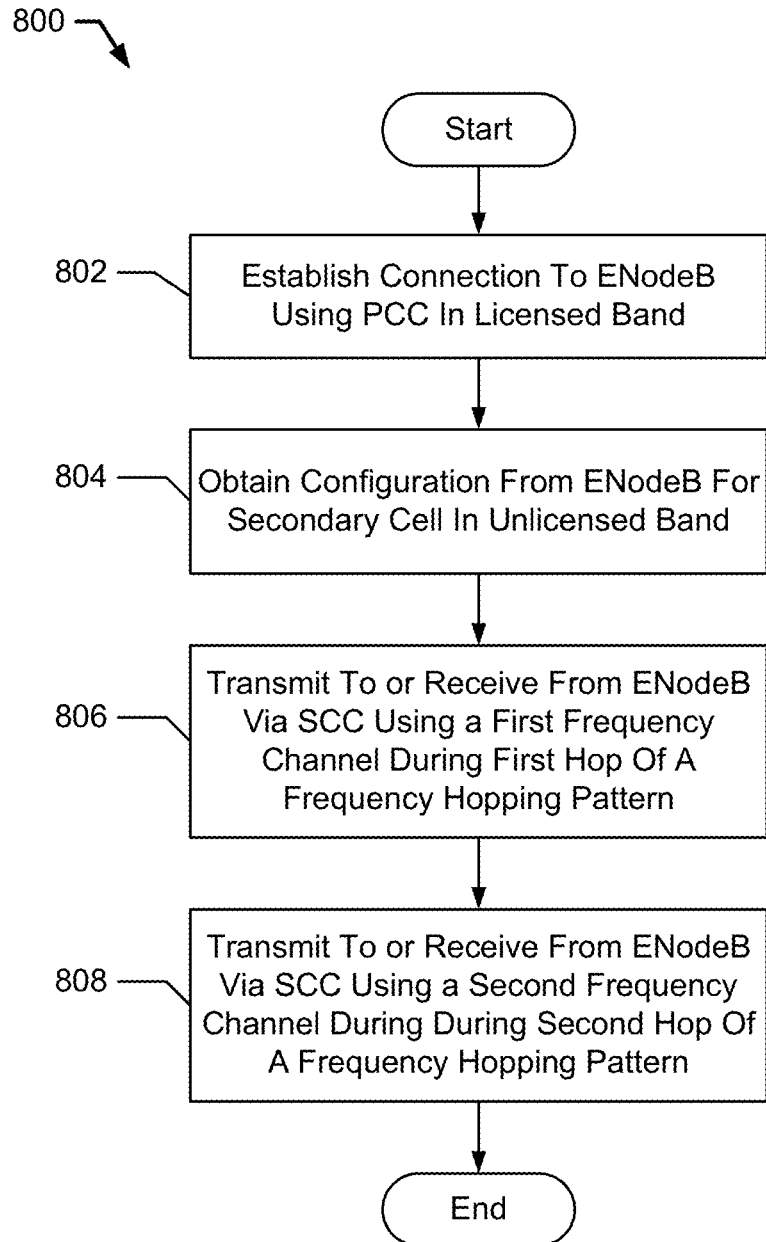 800
Start
802
Establish Connection To ENodeB
Using PCC In Licensed Band
804
Obtain Configuration From ENodeB For
Secondary Cell In Unlicensed Band
806
Transmit To or Receive From ENodeB
Via SCC Using a First Frequency
Channel During First Hop Of A
Frequency Hopping Pattern
808
Transmit To or Receive From ENodeB
Via SCC Using a Second Frequency
Channel During During Second Hop Of
A Frequency Hopping Pattern
End